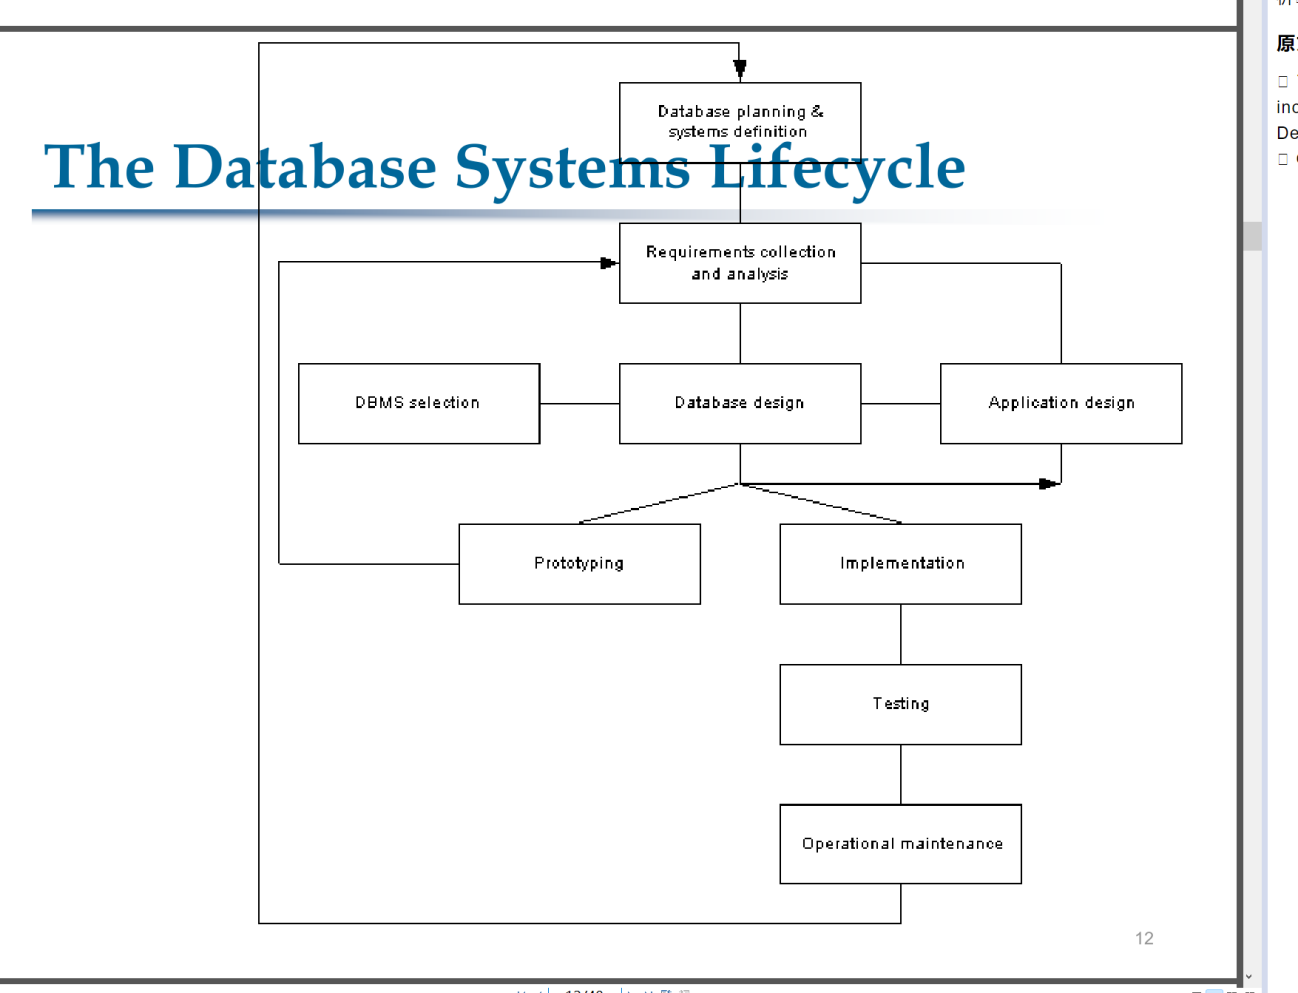 Database planning &
systems definition
The Database Systems Lifecycle
Requirements collection
and analysis
DBMS selection
Database design
Application design
Prototyping
Implementation
Testing
Operational maintenance
12
原
inc
De